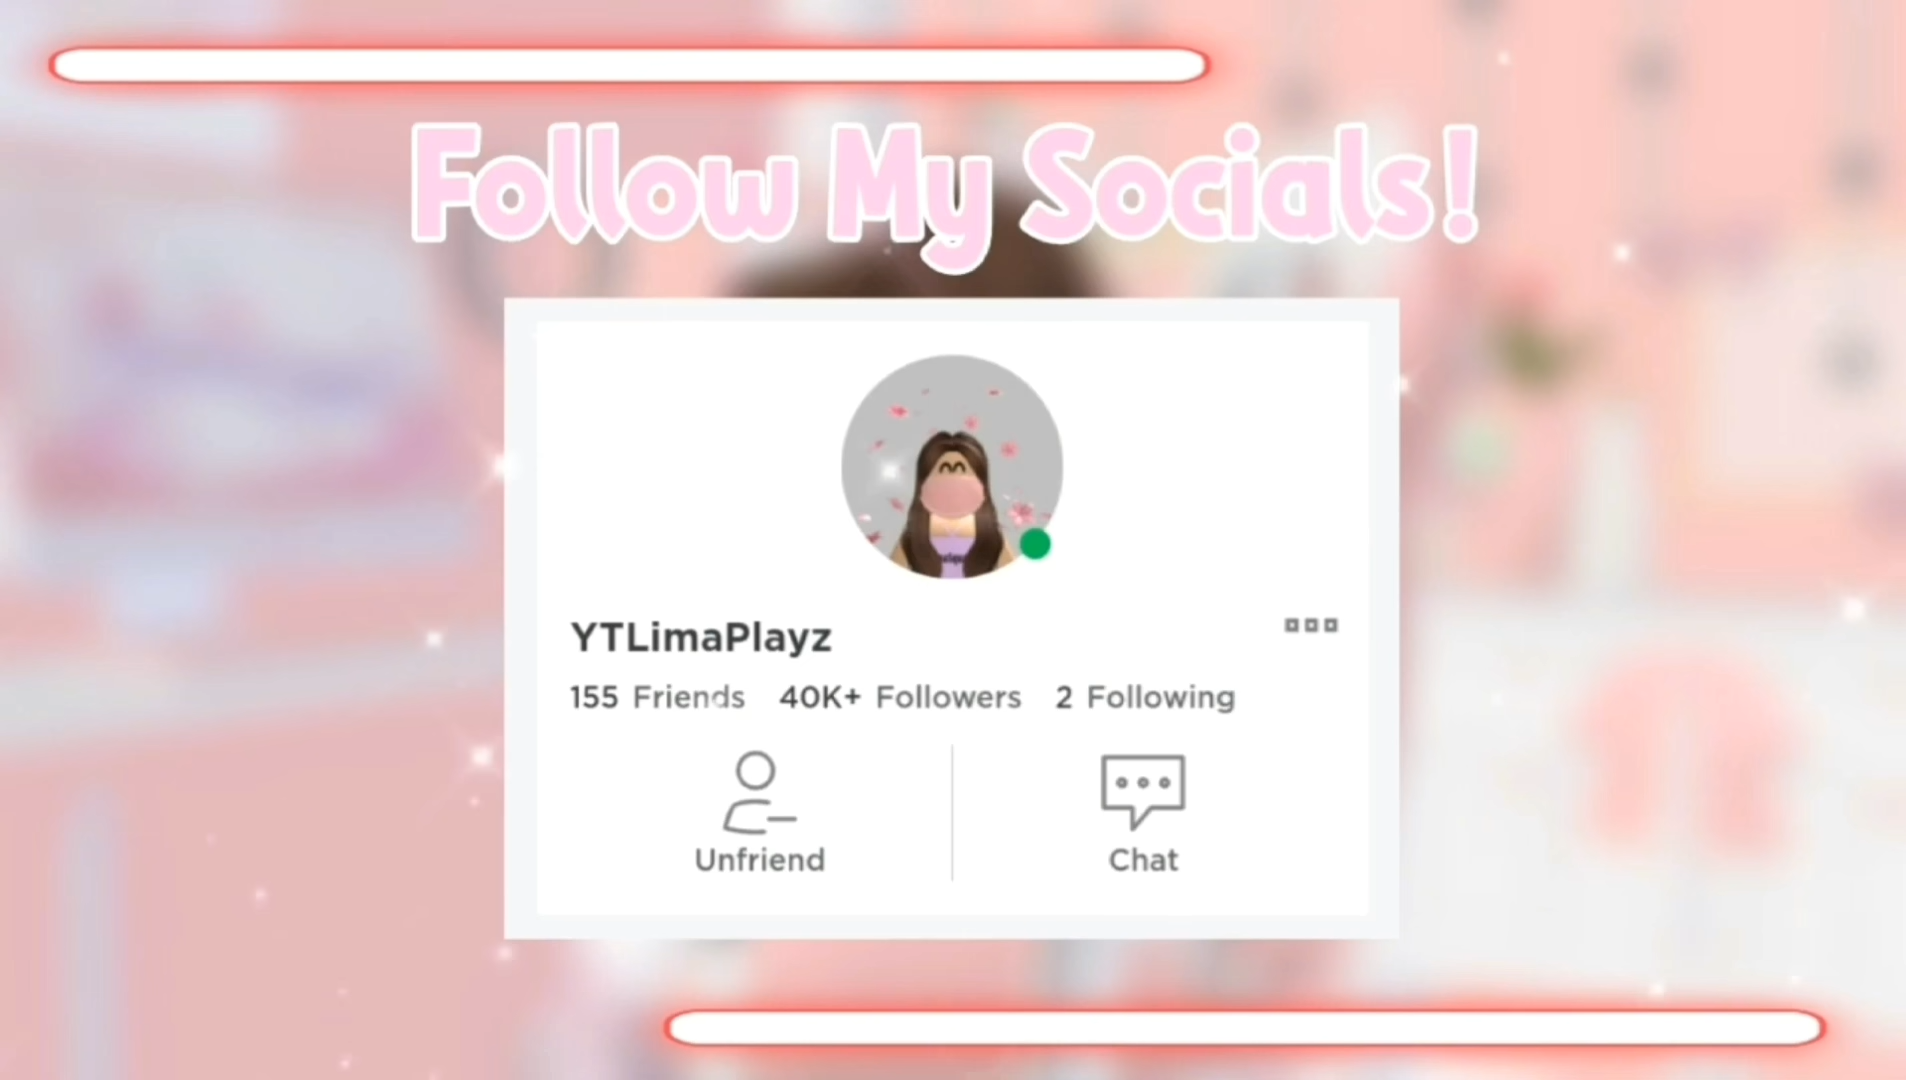 Follow My Socials!
YTLimaPlayz
155 Friends 40K+ Followers 2 Following
Unfriend Chat